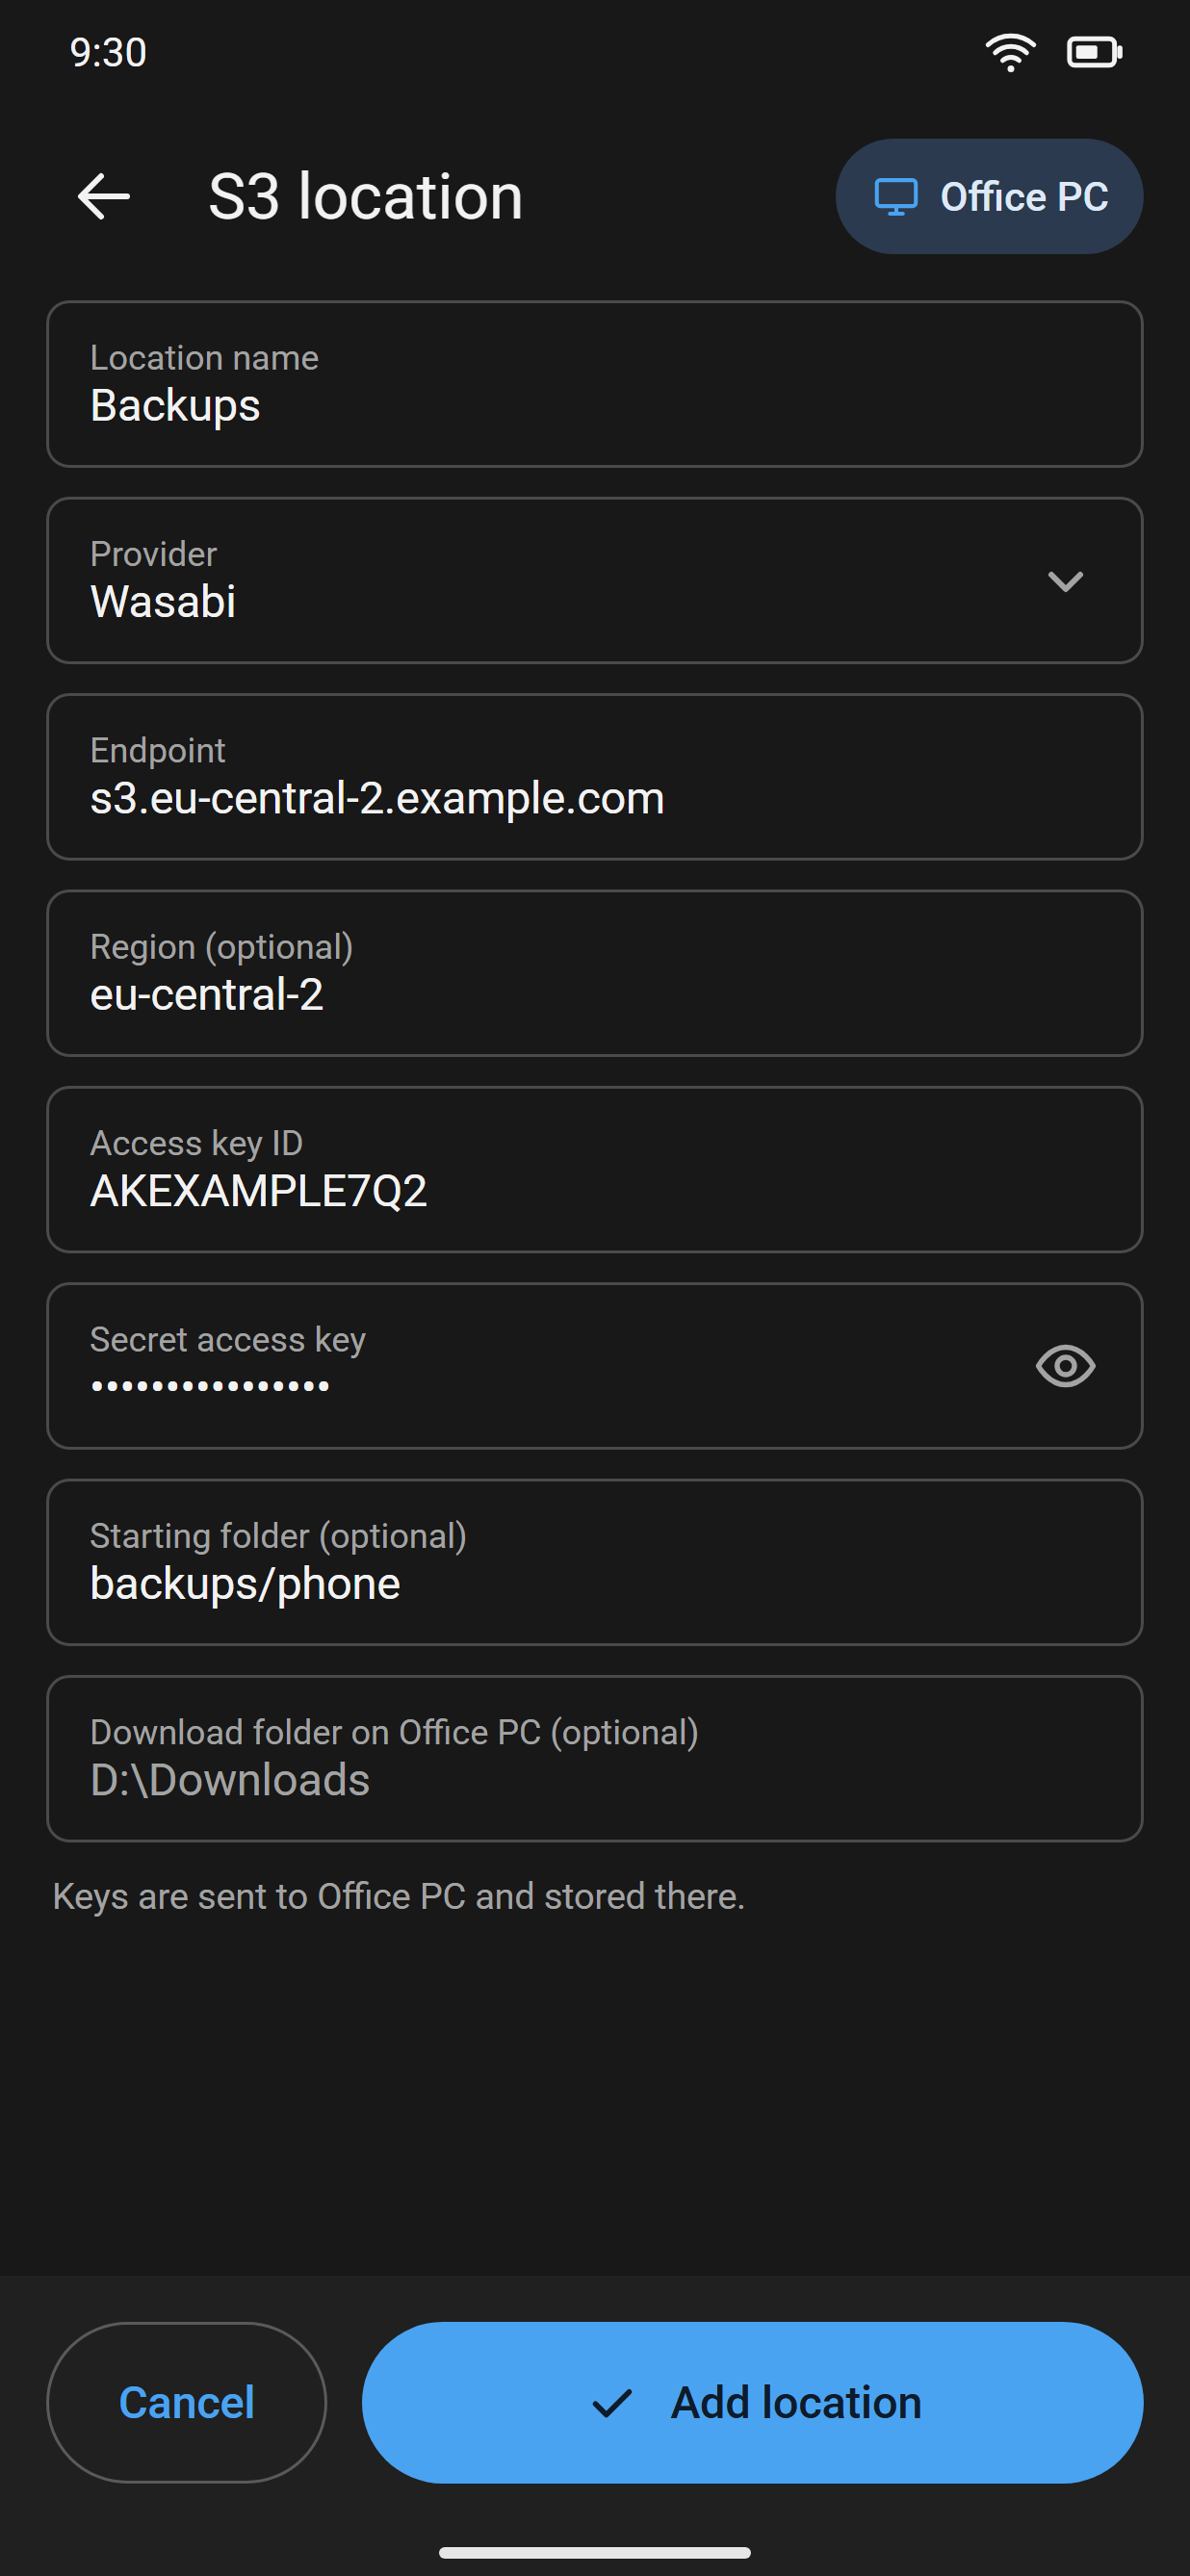 9:30
S3 location
Office PC
Location name
Backups
Provider
Wasabi
Endpoint
s3.eu-central-2.example.com
Region (optional)
eu-central-2
Access key ID
AKEXAMPLE7Q2
Secret access key
••••••••••••••••
Starting folder (optional)
backups/phone
Download folder on Office PC (optional)
D:\Downloads
Keys are sent to Office PC and stored there.
Cancel
Add location